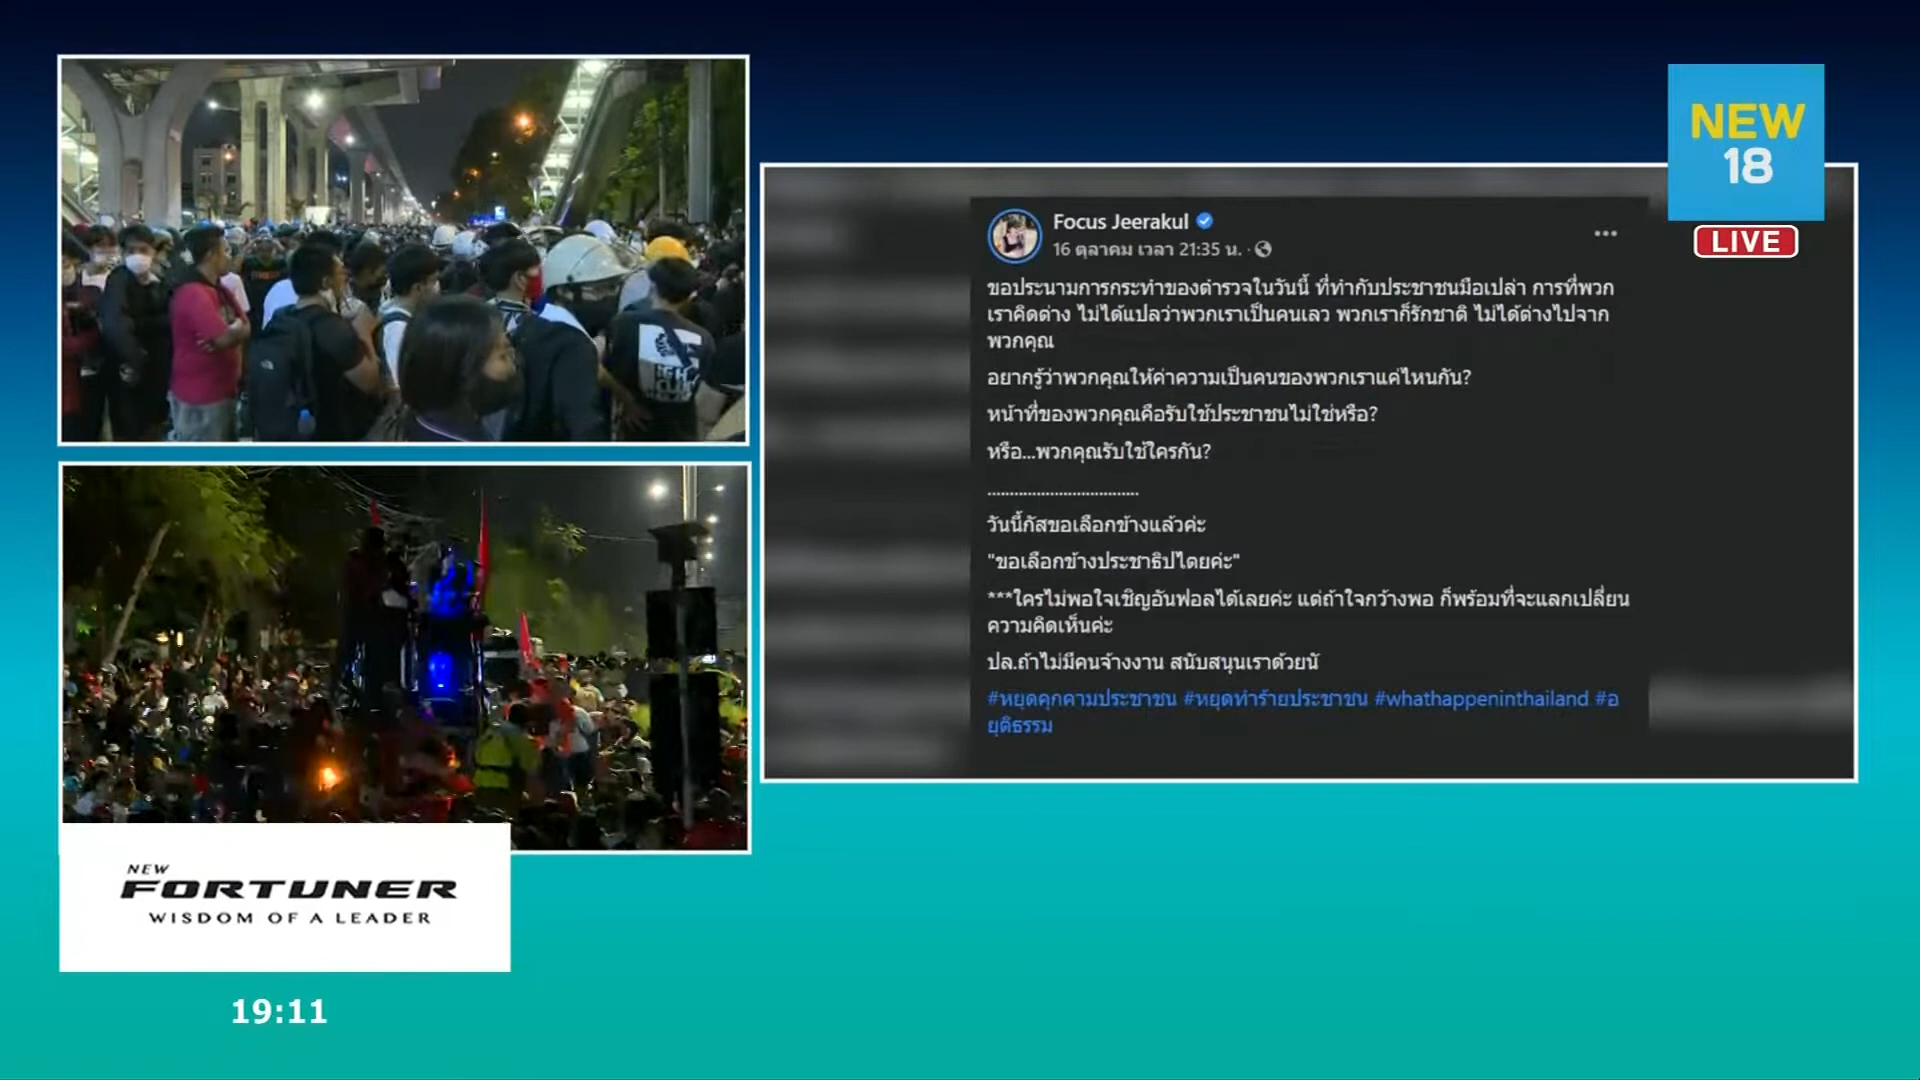 NEW
18
LIVE
Focus Jeerakul
16 ตุลาคม เวลา 21:35 น. ·
ขอประนามการกระทำของตำรวจในวันนี้ ที่ทำกับประชาชนมือเปล่า การที่พวก
เราคิดต่าง ไม่ได้แปลว่าพวกเราเป็นคนเลว พวกเราก็รักชาติ ไม่ได้ต่างไปจาก
พวกคุณ
อยากรู้ว่าพวกคุณให้ค่าความเป็นคนของพวกเราแค่ไหนกัน?
หน้าที่ของพวกคุณคือรับใช้ประชาชนไม่ใช่หรือ?
หรือ...พวกคุณรับใช้ใครกัน?
..................................
วันนี้กัสขอเลือกข้างแล้วค่ะ
"ขอเลือกข้างประชาธิปไตยค่ะ"
***ใครไม่พอใจเชิญอันฟอลได้เลยค่ะ แต่ถ้าใจกว้างพอ ก็พร้อมที่จะแลกเปลี่ยน
ความคิดเห็นค่ะ
ปล.ถ้าไม่มีคนจ้างงาน สนับสนุนเราด้วยนั
#หยุดคุกคามประชาชน #หยุดทำร้ายประชาชน #whathappeninthailand #อ
ยุติธรรม
NEW
FORTUNER
WISDOM OF A LEADER
19:11